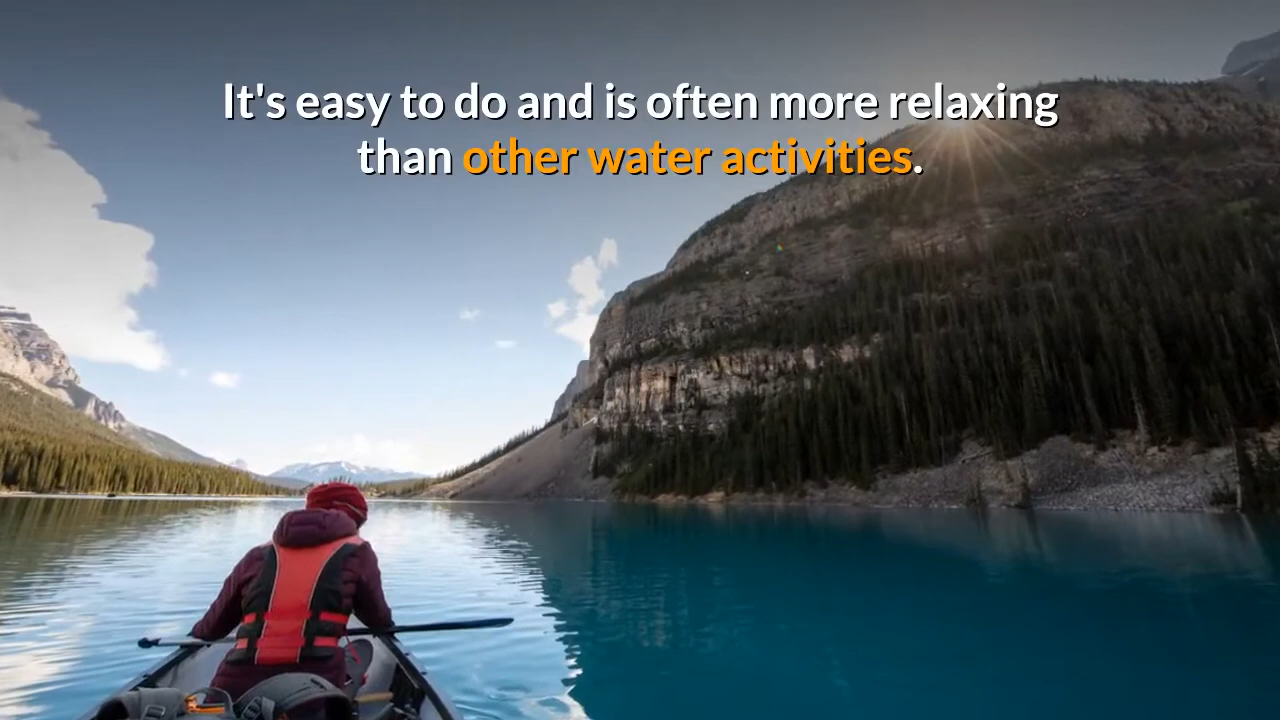 It's easy to do and is often more relaxing
than other water activities.